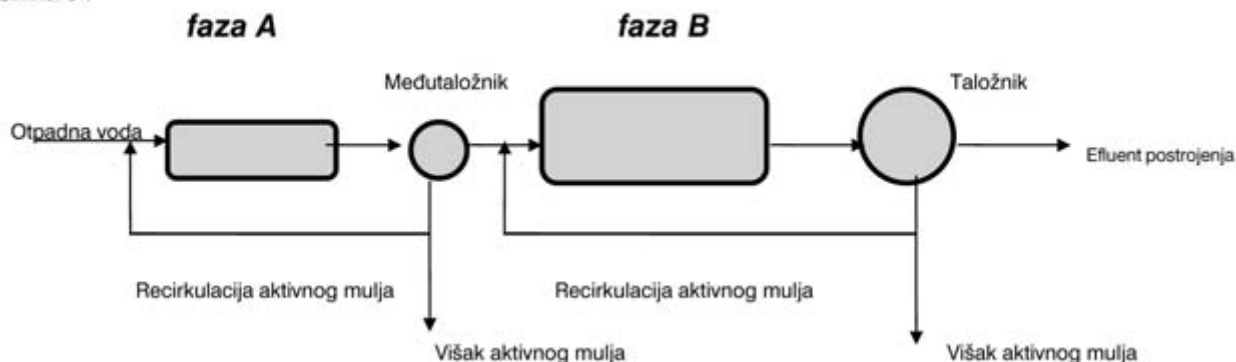 faza A
faza B
Međutaložnik
Taložnik
Otpadna voda
Efluent postrojenja
Recirkulacija aktivnog mulja
Recirkulacija aktivnog mulja
Višak aktivnog mulja
Višak aktivnog mulja